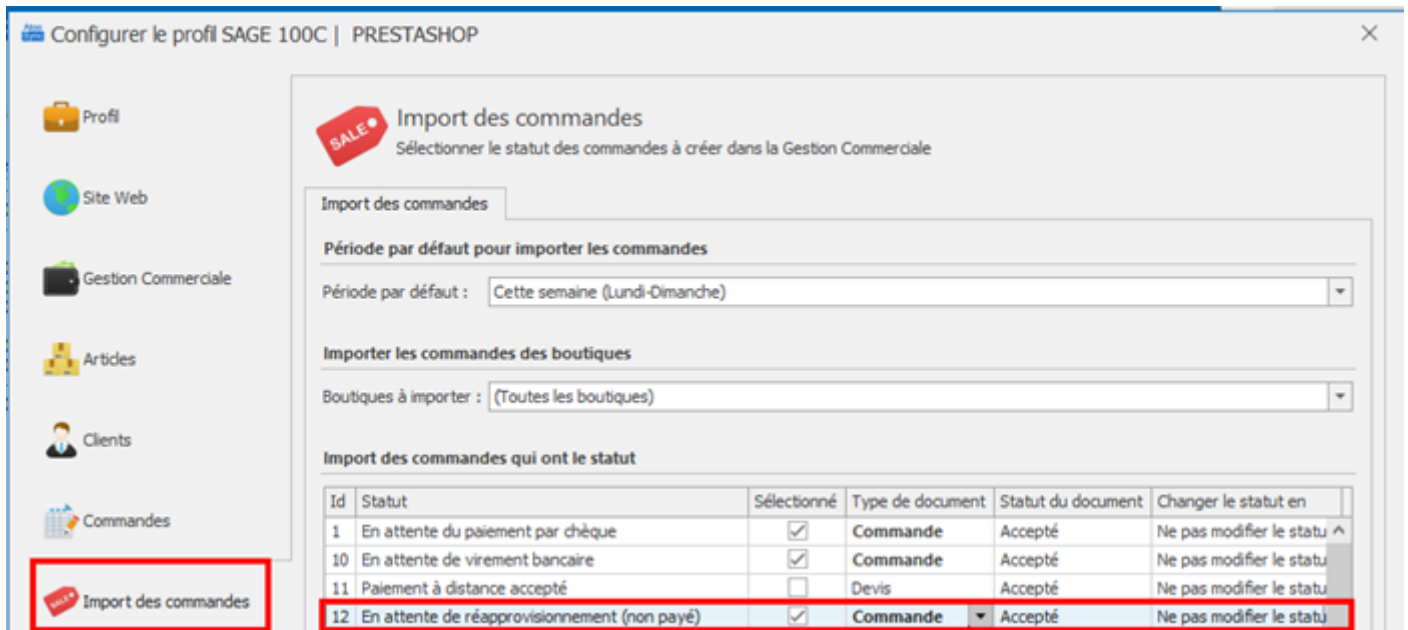 Configurer le profil SAGE 100C | PRESTASHOP
Profil
Site Web
Gestion Commerciale
Articles
Clients
Commandes
Import des commandes
SALE
Import des commandes
Sélectionner le statut des commandes à créer dans la Gestion Commerciale
Import des commandes
Période par défaut pour importer les commandes
Période par défaut : Cette semaine (Lundi-Dimanche)
Importer les commandes des boutiques
Boutiques à importer : (Toutes les boutiques)
Import des commandes qui ont le statut
Id Statut Sélectionné Type de document Statut du document Changer le statut en
1 En attente du paiement par chèque Commande Accepté Ne pas modifier le statu
10 En attente de virement bancaire Commande Accepté Ne pas modifier le statu
11 Paiement à distance accepté Devis Accepté Ne pas modifier le statu
12 En attente de réapprovisionnement (non payé) Commande Accepté Ne pas modifier le statu